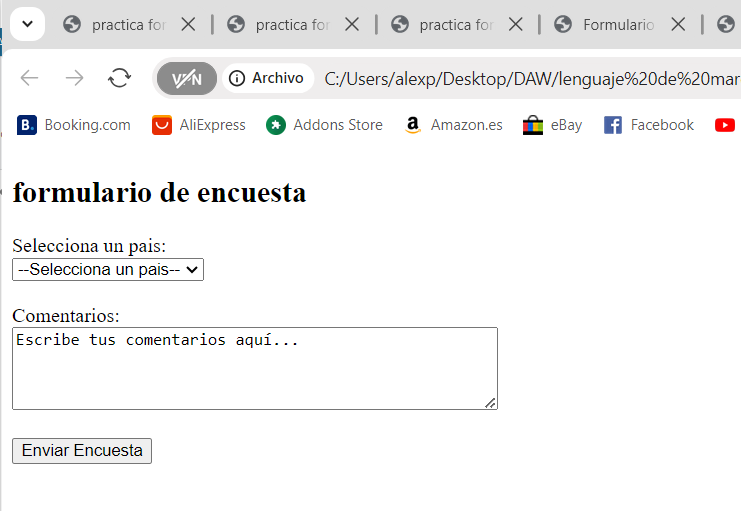 practica for practica for practica for Formulario
VPN Archivo C:/Users/alexp/Desktop/DAW/lenguaje%20de%20mar
B. Booking.com AliExpress Addons Store a Amazon.es eBay f Facebook
formulario de encuesta
Selecciona un pais:
--Selecciona un pais--
Comentarios:
Escribe tus comentarios aquí...
Enviar Encuesta